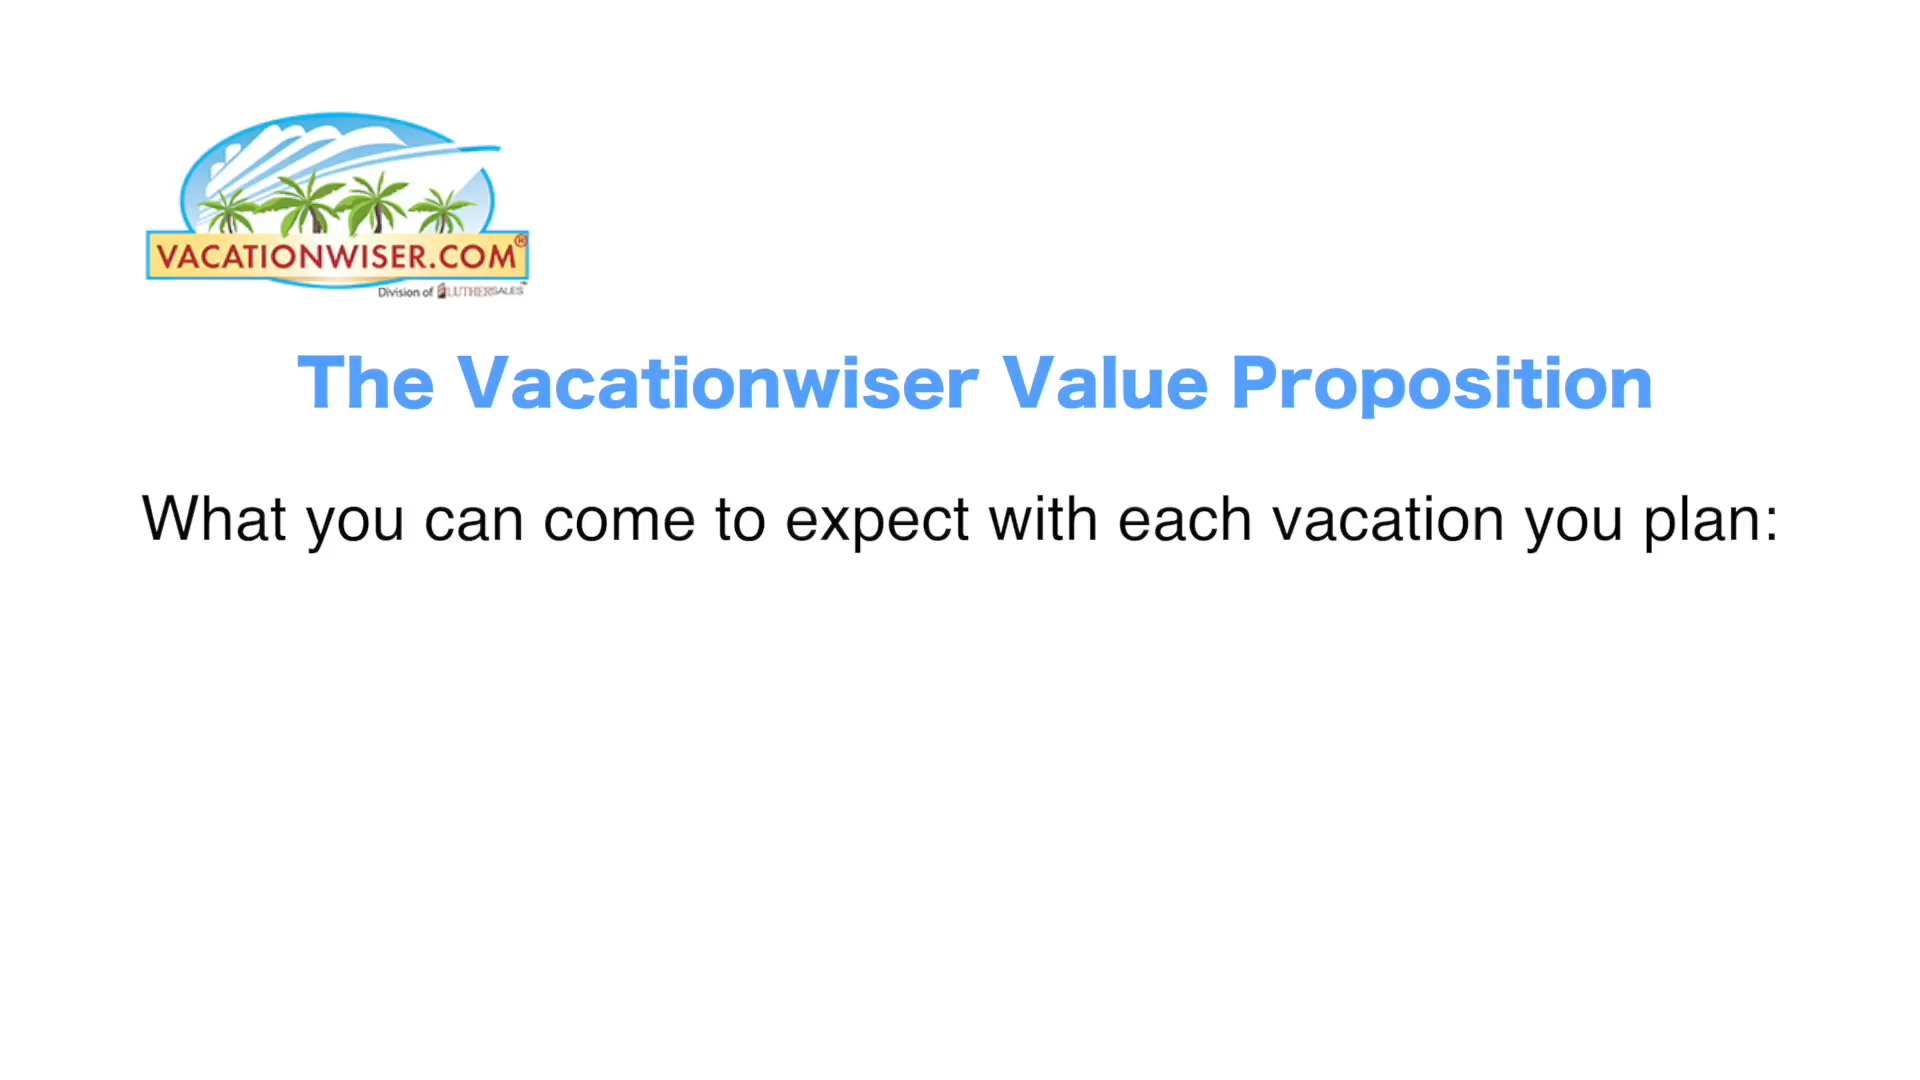 VACATIONWISER.COM®
Division of LUTHERSALES™
The Vacationwiser Value Proposition
What you can come to expect with each vacation you plan: